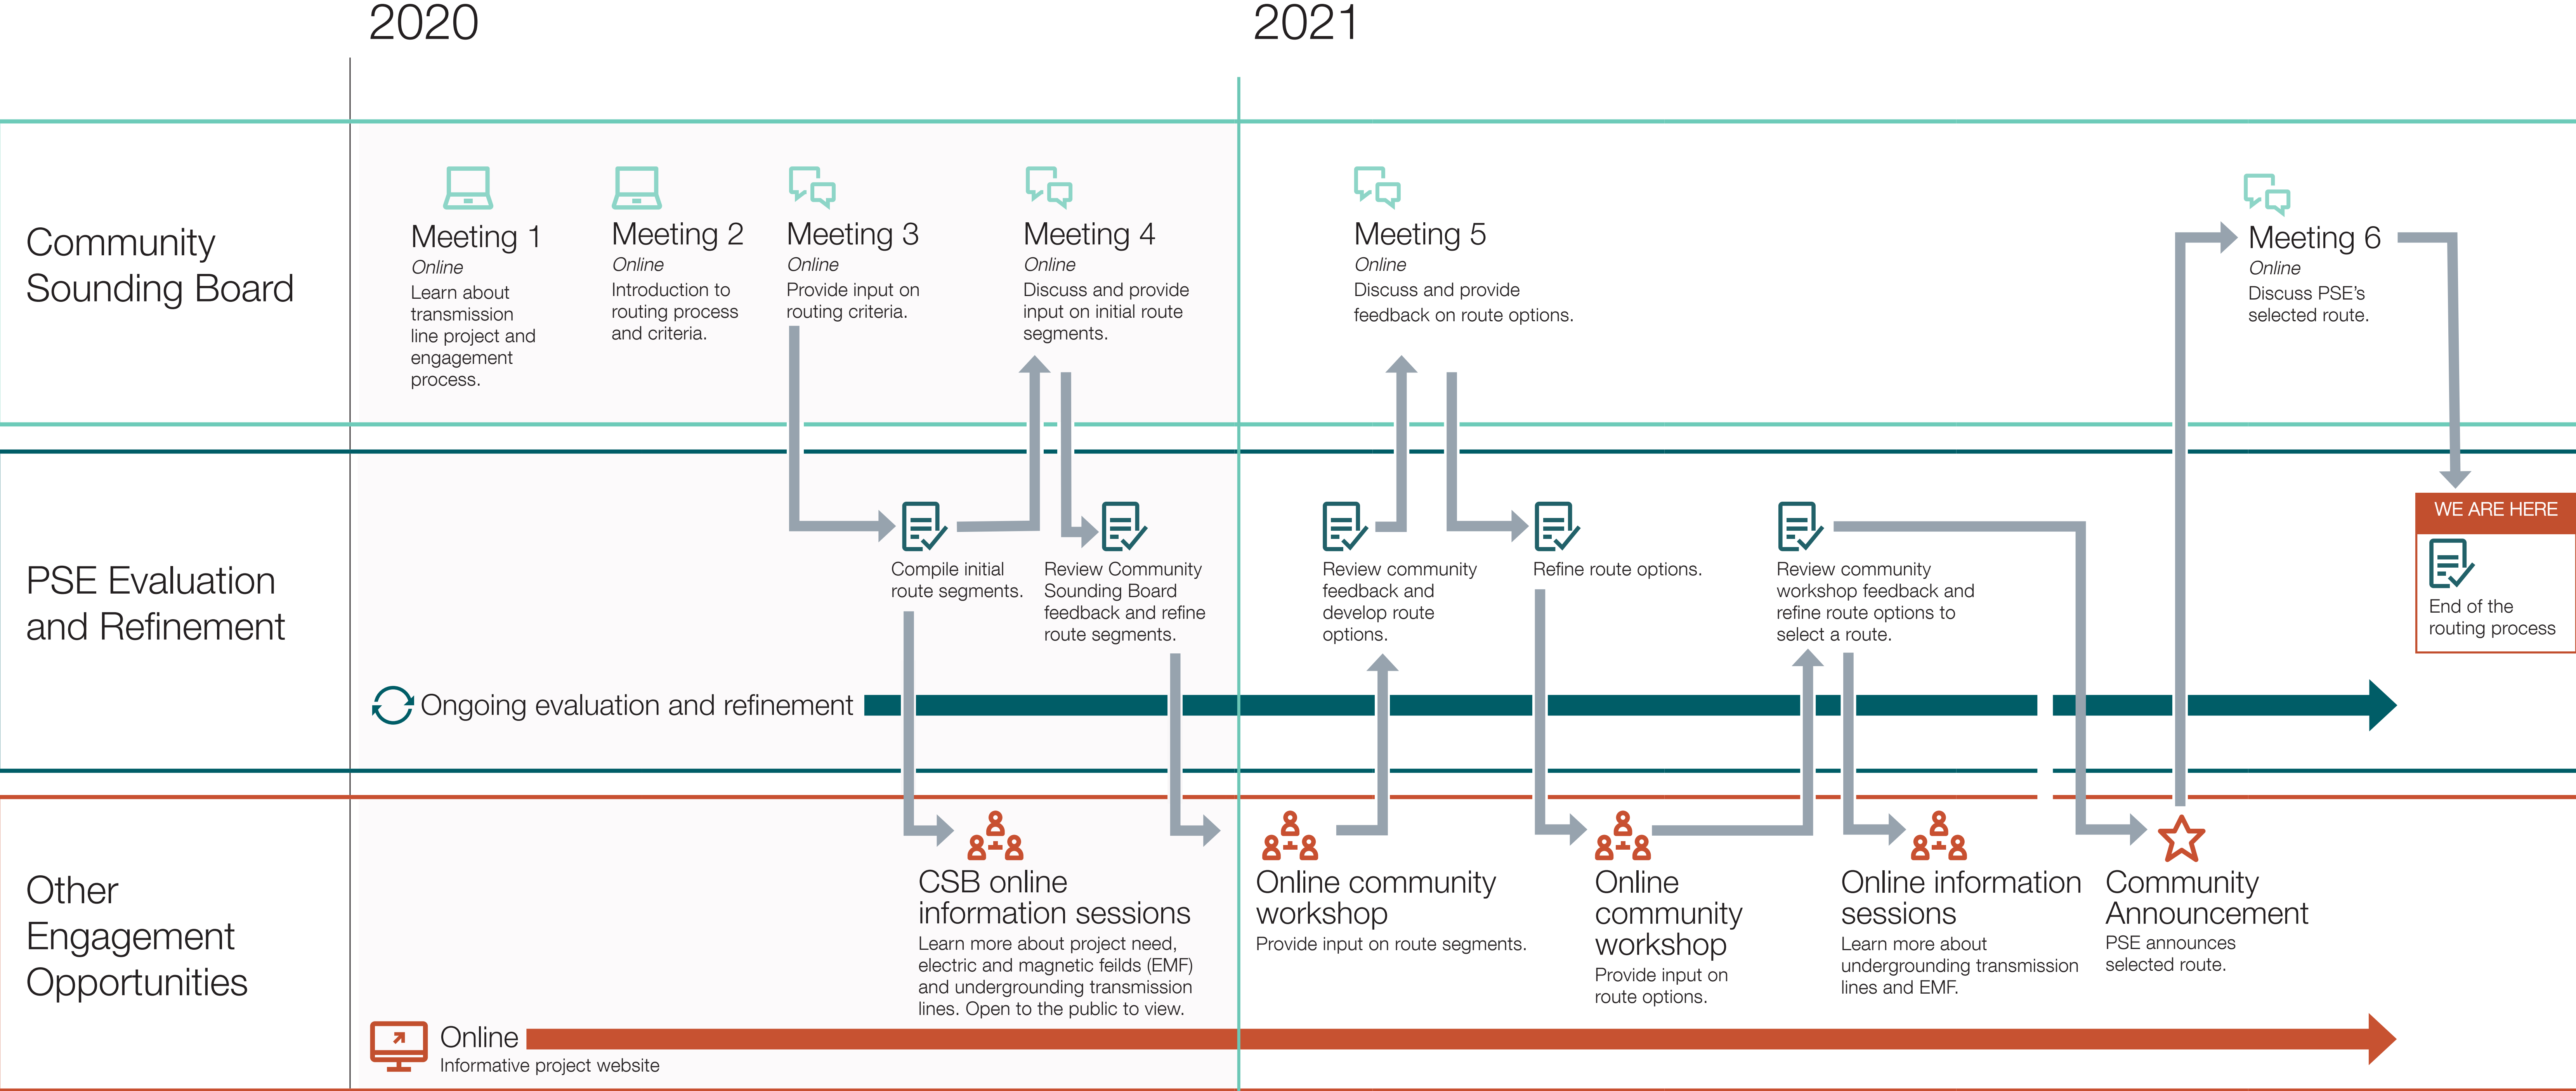 2020
2021
Community
Sounding Board
Meeting 1
Online
Learn about
transmission
line project and
engagement
process.
Meeting 2
Online
Introduction to
routing process
and criteria.
Meeting 3
Online
Provide input on
routing criteria.
Meeting 4
Online
Discuss and provide
input on initial route
segments.
Meeting 5
Online
Discuss and provide
feedback on route options.
Meeting 6
Online
Discuss PSE's
selected route.
PSE Evaluation
and Refinement
Compile initial
route segments.
Review Community
Sounding Board
feedback and refine
route segments.
Review community
feedback and
develop route
options.
Refine route options.
Review community
workshop feedback and
refine route options to
select a route.
WE ARE HERE
End of the
routing process
Ongoing evaluation and refinement
Other
Engagement
Opportunities
CSB online
information sessions
Learn more about project need,
electric and magnetic feilds (EMF)
and undergrounding transmission
lines. Open to the public to view.
Online community
workshop
Provide input on route segments.
Online
community
workshop
Provide input on
route options.
Online information
sessions
Learn more about
undergrounding transmission
lines and EMF.
Community
Announcement
PSE announces
selected route.
Online
Informative project website